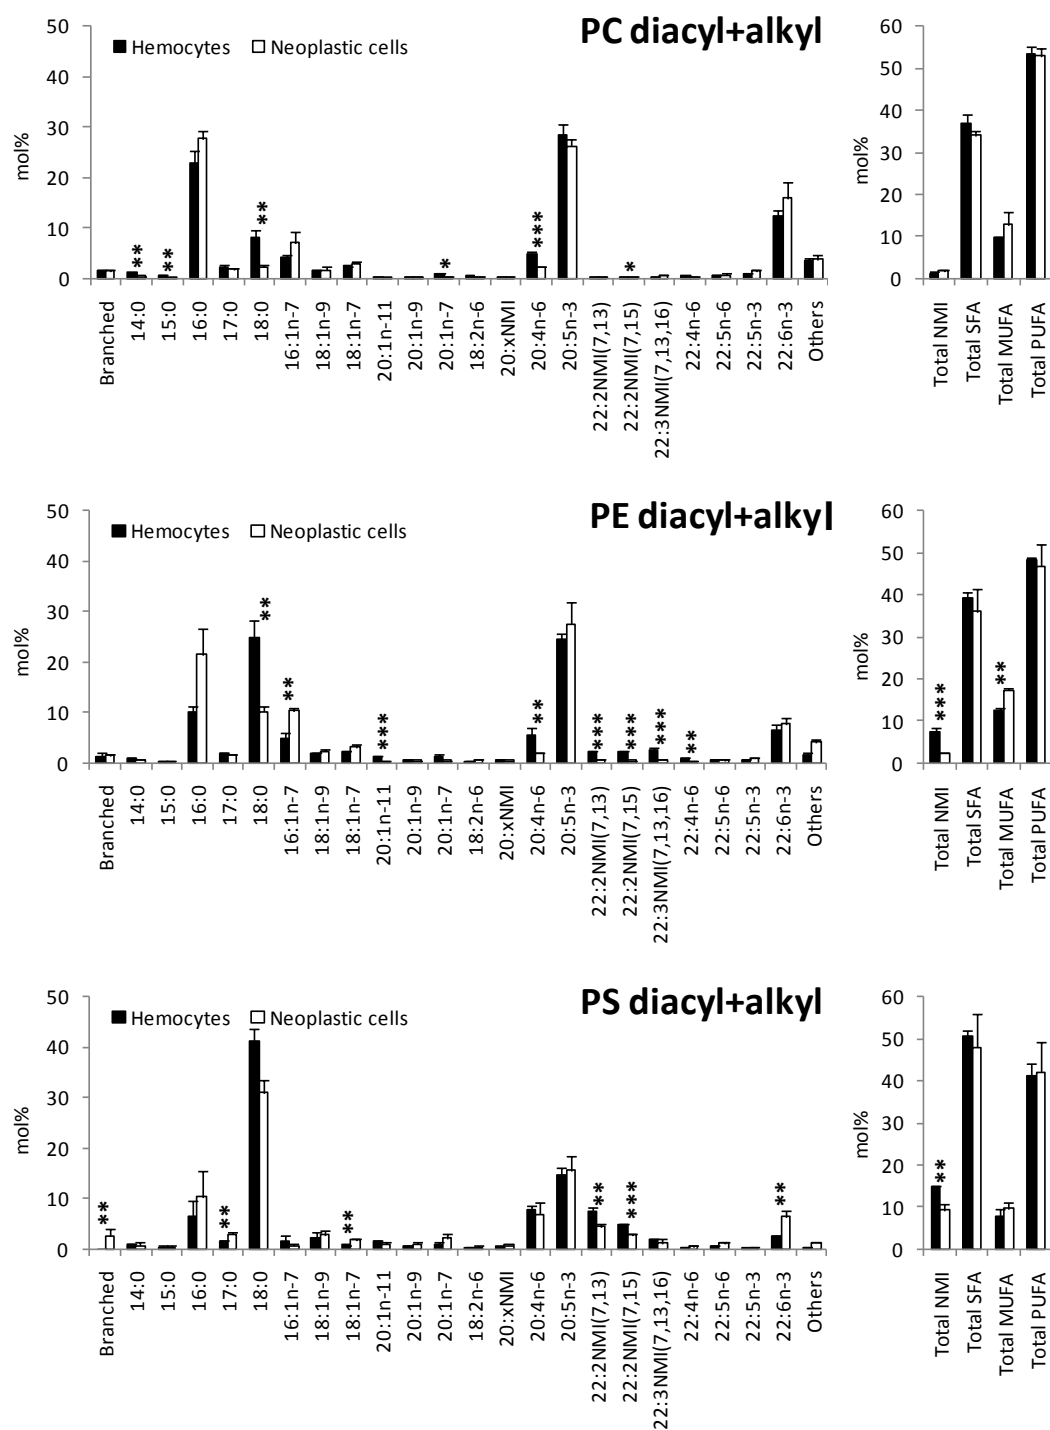 PC diacyl+alkyl
Hemocytes Neoplastic cells
mol%
50
40
30
20
10
0
** ** ** *** * *
Branched 14:0 15:0 16:0 17:0 18:0 16:1n-7 18:1n-9 18:1n-7 20:1n-11 20:1n-9 20:1n-7 18:2n-6 20:xNMI 20:4n-6 20:5n-3 22:2NMI(7,13) 22:2NMI(7,15) 22:3NMI(7,13,16) 22:4n-6 22:5n-6 22:5n-3 22:6n-3 Others
mol%
60
50
40
30
20
10
0
Total NMI Total SFA Total MUFA Total PUFA
PE diacyl+alkyl
Hemocytes Neoplastic cells
mol%
50
40
30
20
10
0
** ** *** ** *** *** *** **
Branched 14:0 15:0 16:0 17:0 18:0 16:1n-7 18:1n-9 18:1n-7 20:1n-11 20:1n-9 20:1n-7 18:2n-6 20:xNMI 20:4n-6 20:5n-3 22:2NMI(7,13) 22:2NMI(7,15) 22:3NMI(7,13,16) 22:4n-6 22:5n-6 22:5n-3 22:6n-3 Others
mol%
60
50
40
30
20
10
0
*** **
Total NMI Total SFA Total MUFA Total PUFA
PS diacyl+alkyl
Hemocytes Neoplastic cells
mol%
50
40
30
20
10
0
** ** ** ** *** **
Branched 14:0 15:0 16:0 17:0 18:0 16:1n-7 18:1n-9 18:1n-7 20:1n-11 20:1n-9 20:1n-7 18:2n-6 20:xNMI 20:4n-6 20:5n-3 22:2NMI(7,13) 22:2NMI(7,15) 22:3NMI(7,13,16) 22:4n-6 22:5n-6 22:5n-3 22:6n-3 Others
mol%
60
50
40
30
20
10
0
**
Total NMI Total SFA Total MUFA Total PUFA